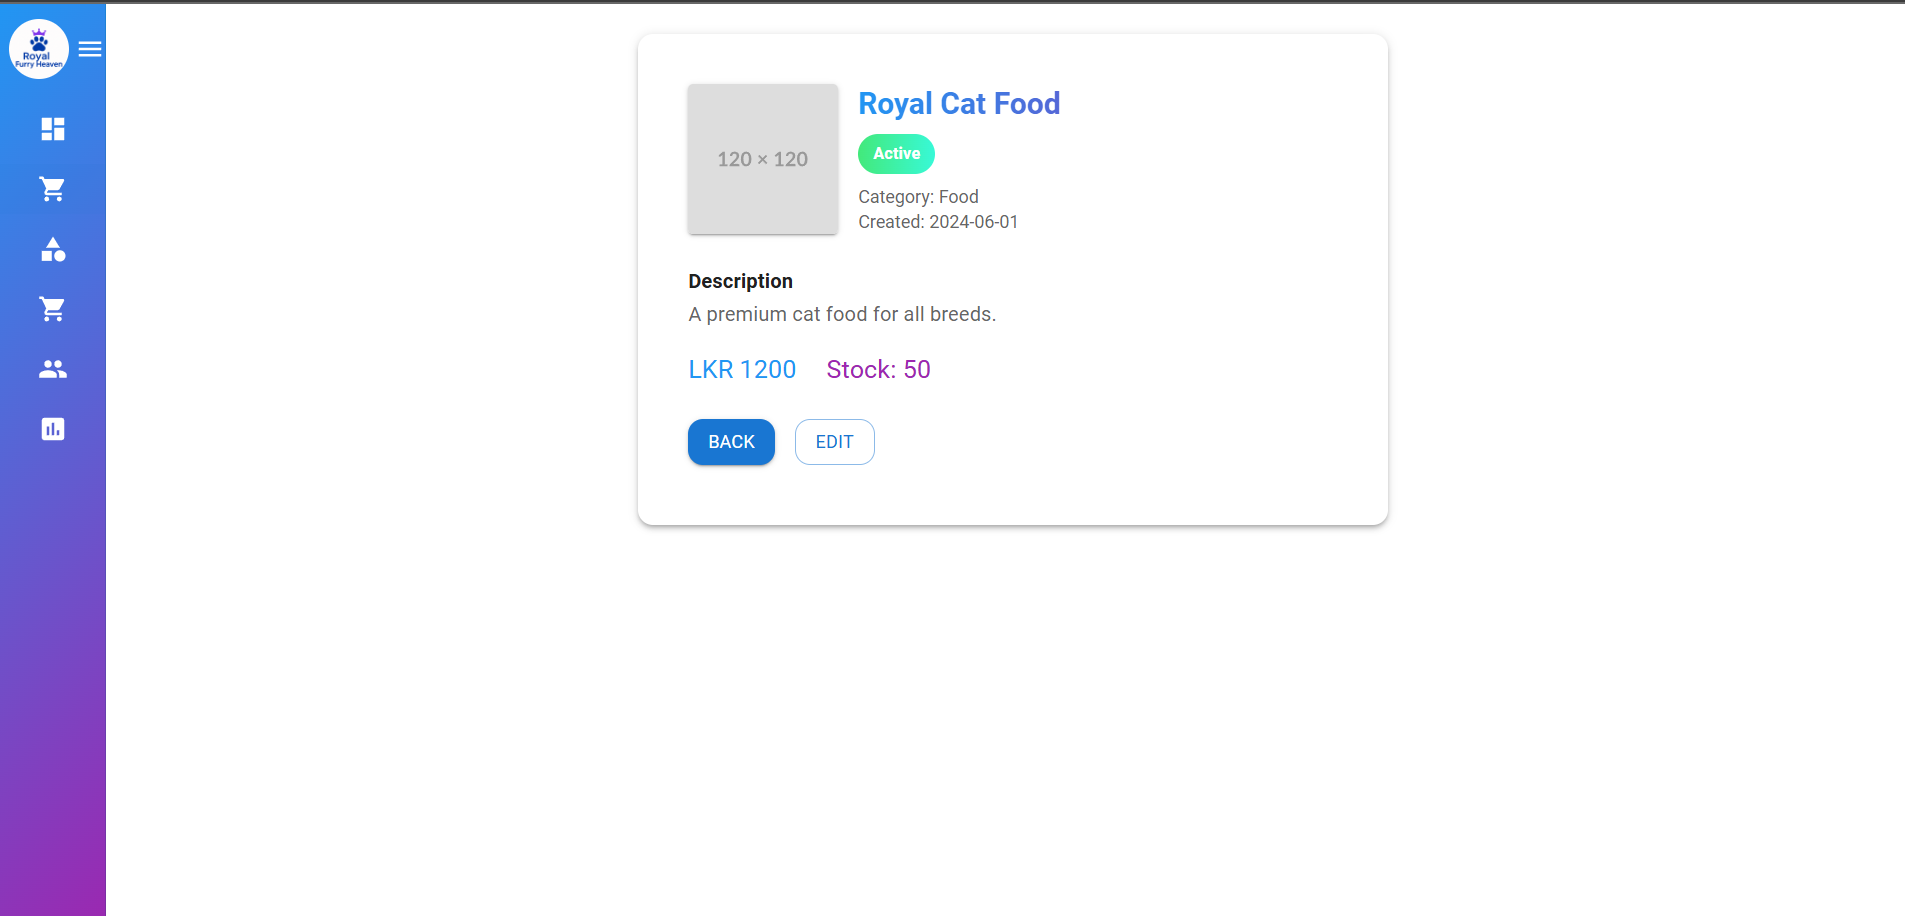 Royal
Furry Heaven
120 × 120
Royal Cat Food
Active
Category: Food
Created: 2024-06-01
Description
A premium cat food for all breeds.
LKR 1200
Stock: 50
BACK
EDIT